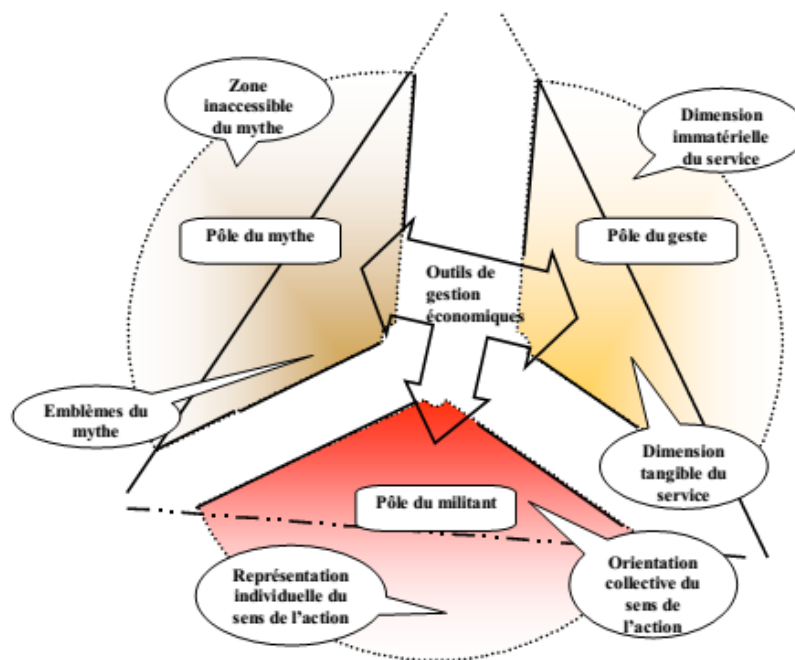 Zone
inaccessible
du mythe
Dimension
immatérielle
du service
Pôle du mythe
Pôle du geste
Outils de
gestion
économiques
Emblèmes du
mythe
Dimension
tangible du
service
Pôle du militant
Représentation
individuelle du
sens de l’action
Orientation
collective du
sens de
l’action